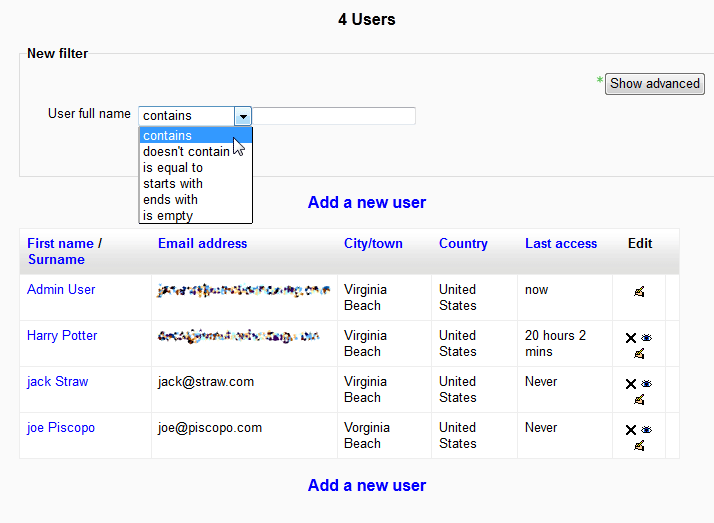 4 Users
New filter
* Show advanced
User full name contains
contains
doesn't contain
is equal to
starts with
ends with
is empty
Add a new user
First name / Email address City/town Country Last access Edit
Surname
Admin User Virginia United now
Beach States
Harry Potter Virginia United 20 hours 2
Beach States mins
jack Straw jack@straw.com Virginia United Never
Beach States
joe Piscopo joe@piscopo.com Vorginia United Never
Beach States
Add a new user